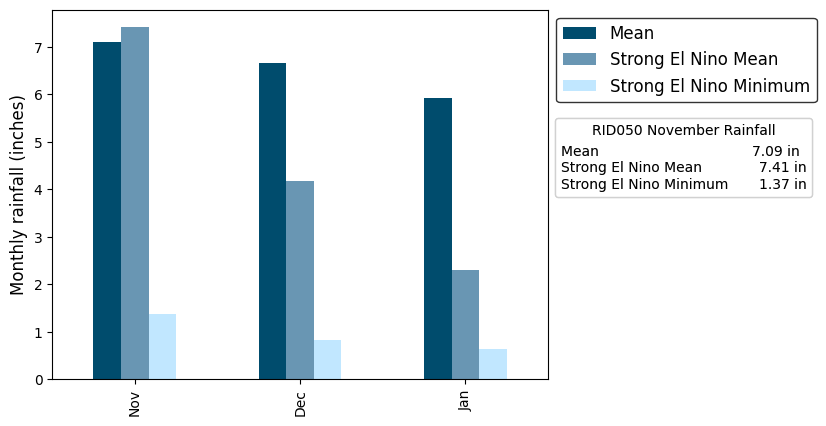 Monthly rainfall (inches)
7
6
5
4
3
2
1
0
Nov
Dec
Jan
Mean
Strong El Nino Mean
Strong El Nino Minimum
RID050 November Rainfall
Mean 7.09 in
Strong El Nino Mean 7.41 in
Strong El Nino Minimum 1.37 in